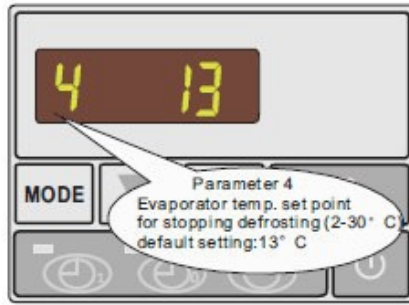 4 13
MODE
Parameter 4
Evaporator temp. set point
for stopping defrosting (2-30° C)
default setting:13° C